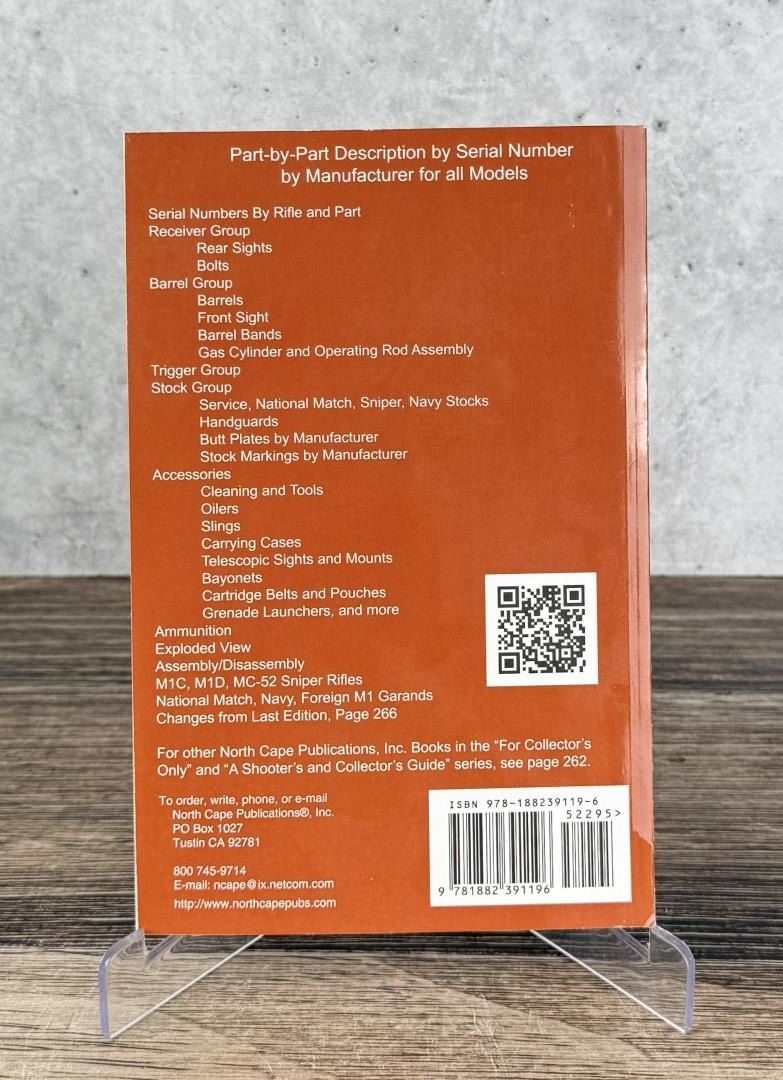 Part-by-Part Description by Serial Number
by Manufacturer for all Models
Serial Numbers By Rifle and Part
Receiver Group
Rear Sights
Bolts
Barrel Group
Barrels
Front Sight
Barrel Bands
Gas Cylinder and Operating Rod Assembly
Trigger Group
Stock Group
Service, National Match, Sniper, Navy Stocks
Handguards
Butt Plates by Manufacturer
Stock Markings by Manufacturer
Accessories
Cleaning and Tools
Oilers
Slings
Carrying Cases
Telescopic Sights and Mounts
Bayonets
Cartridge Belts and Pouches
Grenade Launchers, and more
Ammunition
Exploded View
Assembly/Disassembly
M1C, M1D, MC-52 Sniper Rifles
National Match, Navy, Foreign M1 Garands
Changes from Last Edition, Page 266
For other North Cape Publications, Inc. Books in the “For Collector’s
Only” and “A Shooter’s and Collector’s Guide” series, see page 262.
To order, write, phone, or e-mail
North Cape Publications®, Inc.
PO Box 1027
Tustin CA 92781
800 745-9714
E-mail: ncape@ix.netcom.com
http://www.northcapepubs.com
ISBN 978-188239119-6
52295>
9 781882 391196